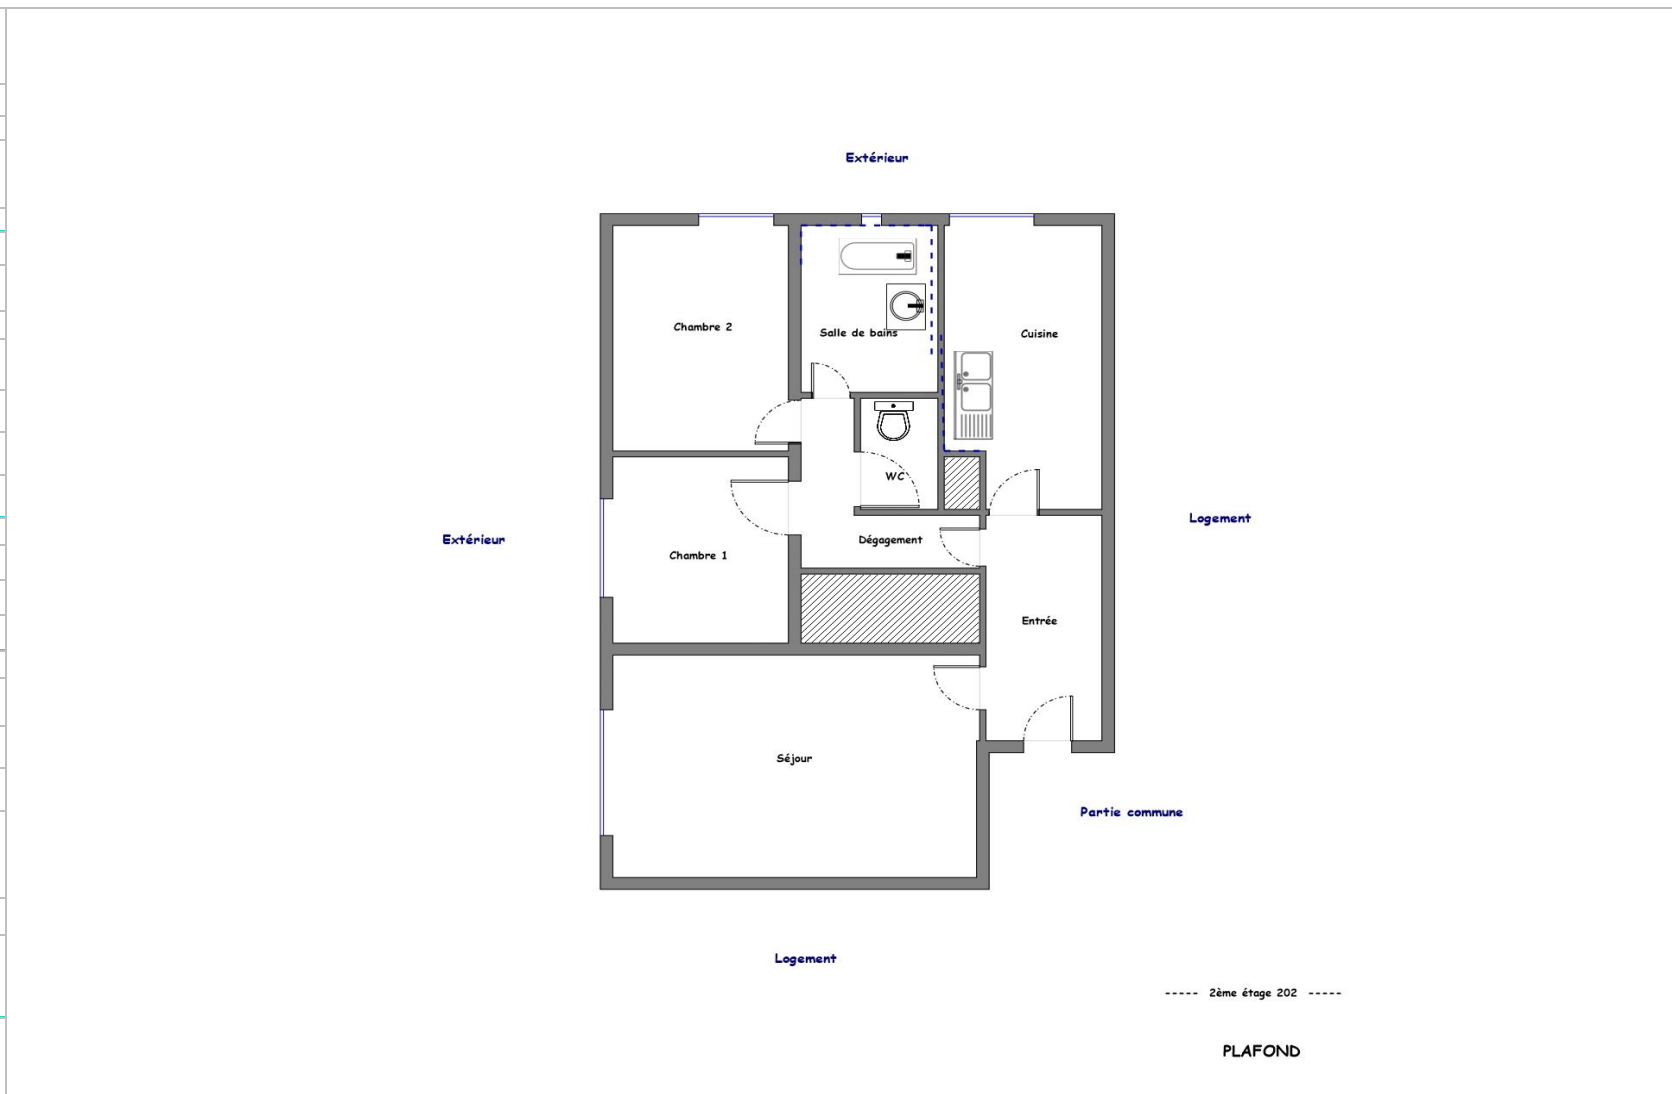 Extérieur
Chambre 2
Salle de bains
Cuisine
WC
Logement
Extérieur
Dégagement
Chambre 1
Entrée
Séjour
Partie commune
Logement
----- 2ème étage 202 -----
PLAFOND